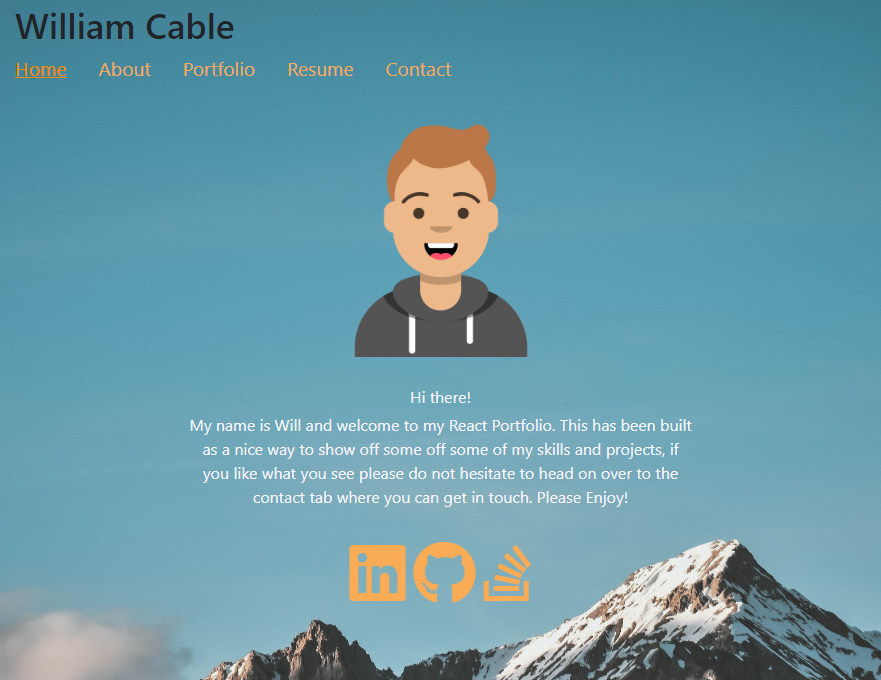 William Cable
Home About Portfolio Resume Contact
Hi there!
My name is Will and welcome to my React Portfolio. This has been built
as a nice way to show off some off some of my skills and projects, if
you like what you see please do not hesitate to head on over to the
contact tab where you can get in touch. Please Enjoy!
in